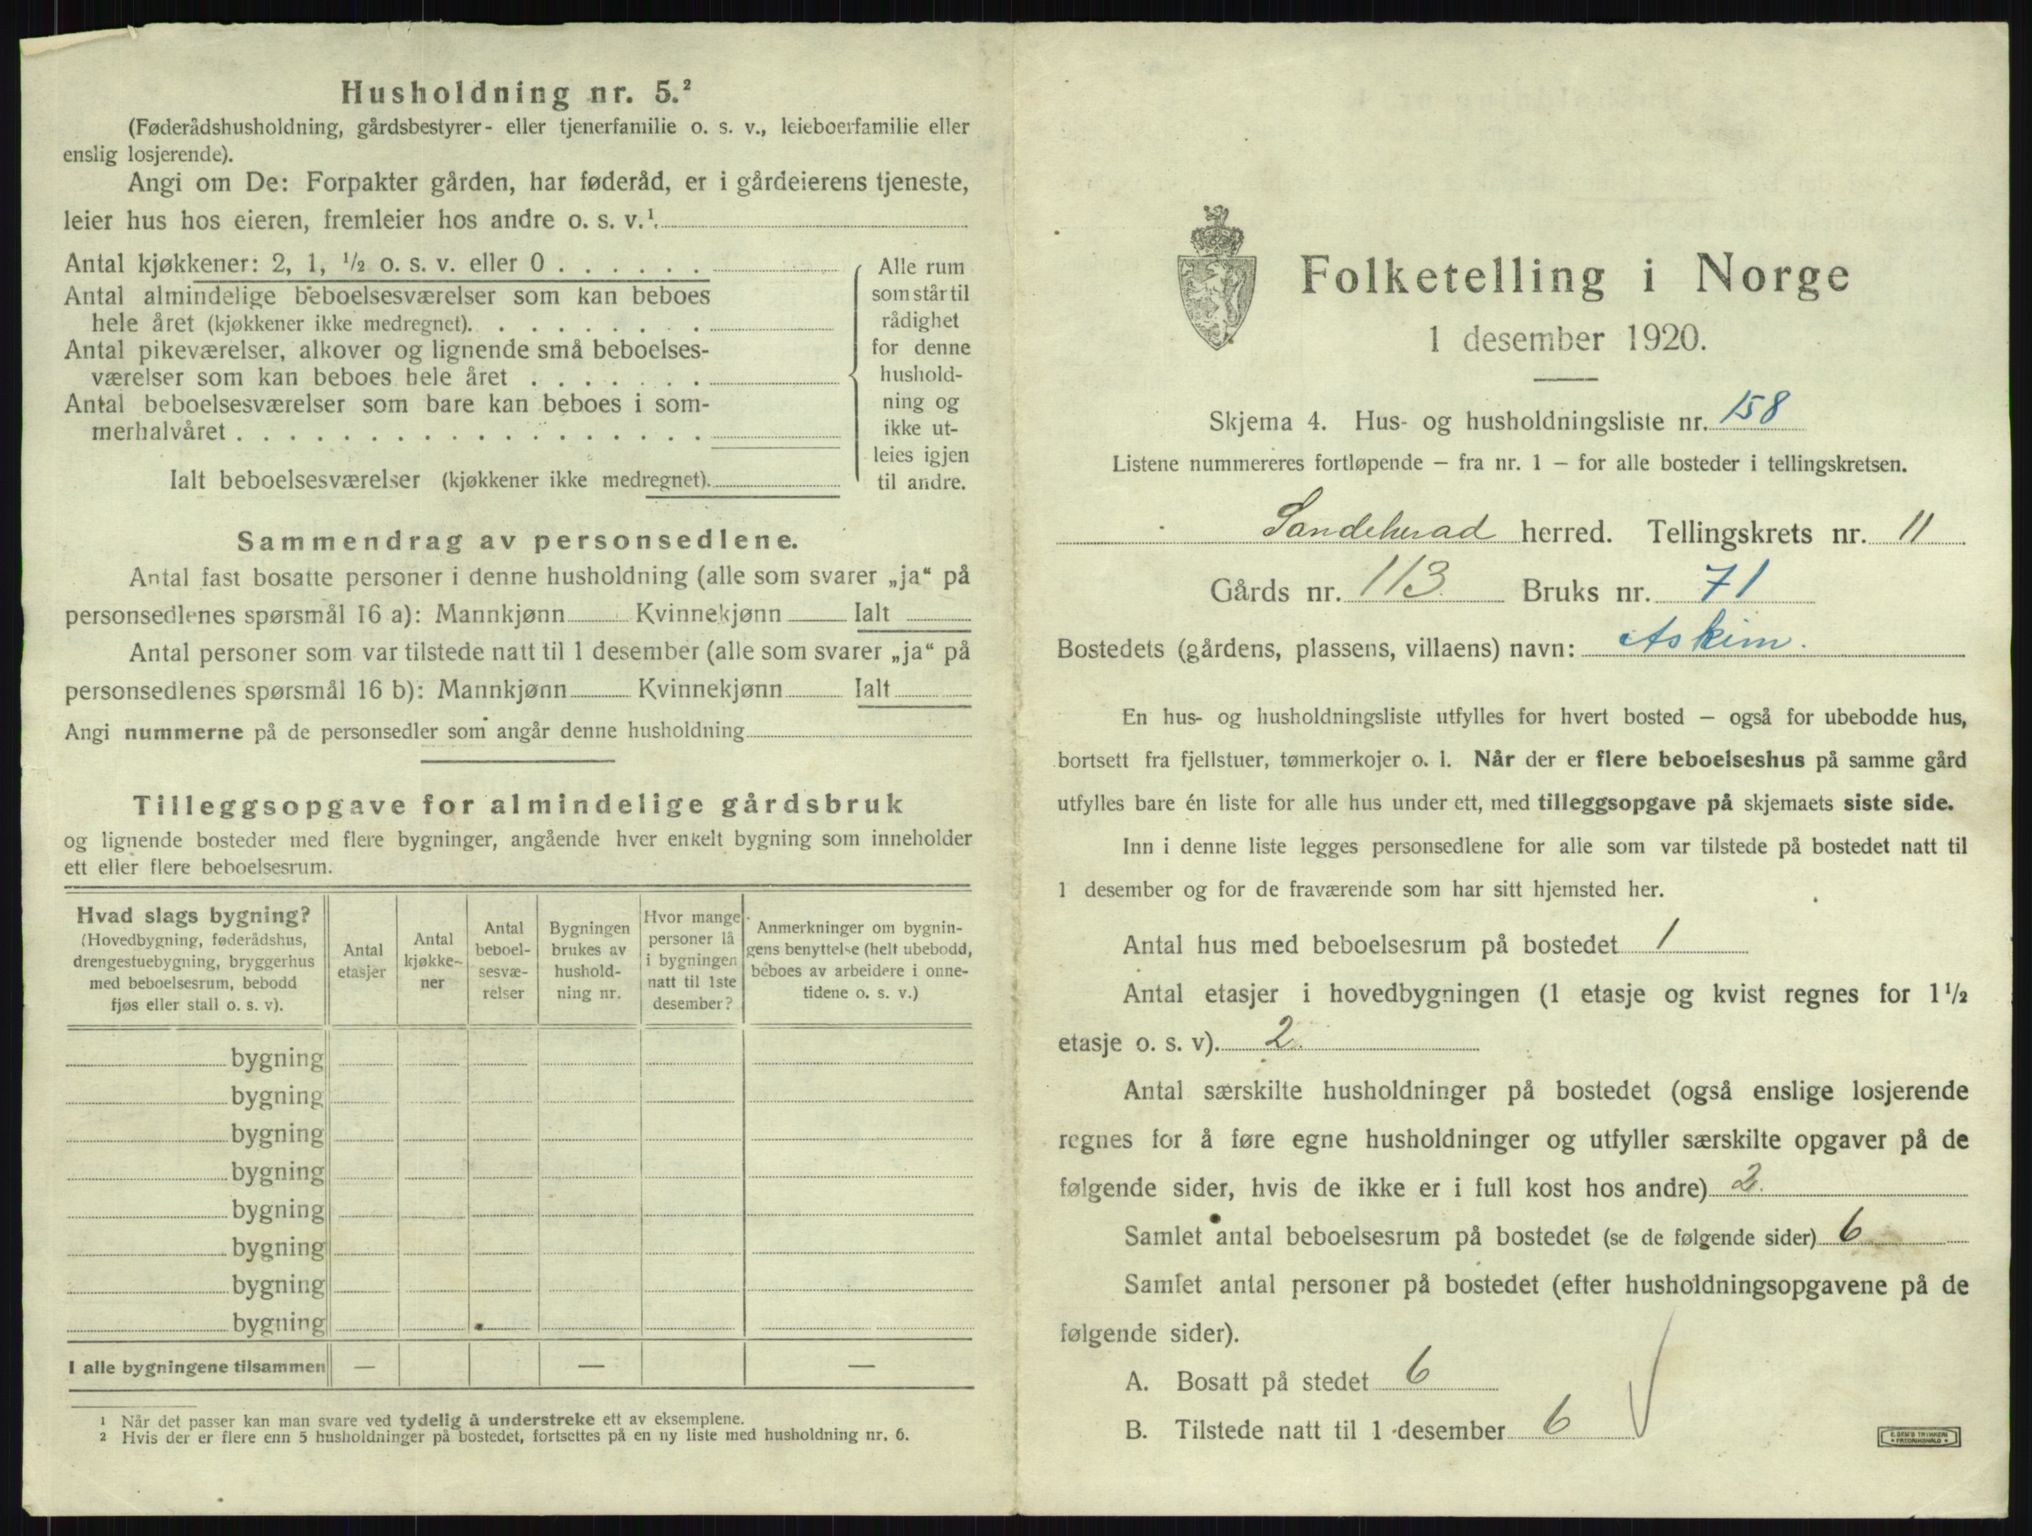 Husholdning nr. 5.²
(Føderådshusholdning, gårdsbestyrer- eller tjenerfamilie o. s. v., leieboerfamilie eller
enslig losjerende).
Angi om De: Forpakter gården, har føderåd, er i gårdeierens tjeneste,
leier hus hos eieren, fremleier hos andre o. s. v.¹
Antal kjøkkener: 2, 1, ½ o. s. v. eller 0 . . . . . .
Antal almindelige beboelsesværelser som kan beboes
hele året (kjøkkener ikke medregnet). . . . . . . . .
Antal pikeværelser, alkover og lignende små beboelses-
værelser som kan beboes hele året . . . . . . .
Antal beboelsesværelser som bare kan beboes i som-
merhalvåret . . . . . . . . . . . . . . . . . .
Ialt beboelsesværelser (kjøkkener ikke medregnet).
Alle rum
som står til
rådighet
for denne
hushold-
ning og
ikke ut-
leies igjen
til andre.
Sammendrag av personsedlene.
Antal fast bosatte personer i denne husholdning (alle som svarer „ja“ på
personsedlenes spørsmål 16 a): Mannkjønn Kvinnekjønn Ialt
Antal personer som var tilstede natt til 1 desember (alle som svarer „ja“ på
personsedlenes spørsmål 16 b): Mannkjønn Kvinnekjønn Ialt
Angi nummerne på de personsedler som angår denne husholdning
Tilleggsopgave for almindelige gårdsbruk
og lignende bosteder med flere bygninger, angående hver enkelt bygning som inneholder
ett eller flere beboelsesrum.
Hvad slags bygning?
(Hovedbygning, føderådshus,
drengestuebygning, bryggerhus
med beboelsesrum, bebodd
fjøs eller stall o. s. v).
Antal
etasjer
Antal
kjøkke-
ner
Antal
beboel-
sesvæ-
relser
Bygningen
brukes av
hushold-
ning nr.
Hvor mange
personer lå
i bygningen
natt til 1ste
desember?
Anmerkninger om bygnin-
gens benyttelse (helt ubebodd,
beboes av arbeidere i onne-
tidene o. s. v.)
bygning
bygning
bygning
bygning
bygning
bygning
bygning
bygning
I alle bygningene tilsammen — — —
¹ Når det passer kan man svare ved tydelig å understreke ett av eksemplene.
² Hvis der er flere enn 5 husholdninger på bostedet, fortsettes på en ny liste med husholdning nr. 6.
Folketelling i Norge
1 desember 1920.
Skjema 4. Hus- og husholdningsliste nr. 158
Listene nummereres fortløpende – fra nr. 1 – for alle bosteder i tellingskretsen.
Sandeherad herred. Tellingskrets nr. 11
Gårds nr. 113 Bruks nr. 71
Bostedets (gårdens, plassens, villaens) navn: Askim.
En hus- og husholdningsliste utfylles for hvert bosted – også for ubebodde hus,
bortsett fra fjellstuer, tømmerkojer o. l. Når der er flere beboelseshus på samme gård
utfylles bare én liste for alle hus under ett, med tilleggsopgave på skjemaets siste side.
Inn i denne liste legges personsedlene for alle som var tilstede på bostedet natt til
1 desember og for de fraværende som har sitt hjemsted her.
Antal hus med beboelsesrum på bostedet 1
Antal etasjer i hovedbygningen (1 etasje og kvist regnes for 1½
etasje o. s. v). 2.
Antal særskilte husholdninger på bostedet (også enslige losjerende
regnes for å føre egne husholdninger og utfyller særskilte opgaver på de
følgende sider, hvis de ikke er i full kost hos andre) 2.
Samlet antal beboelsesrum på bostedet (se de følgende sider) 6
Samlet antal personer på bostedet (efter husholdningsopgavene på de
følgende sider).
A. Bosatt på stedet 6
B. Tilstede natt til 1 desember 6